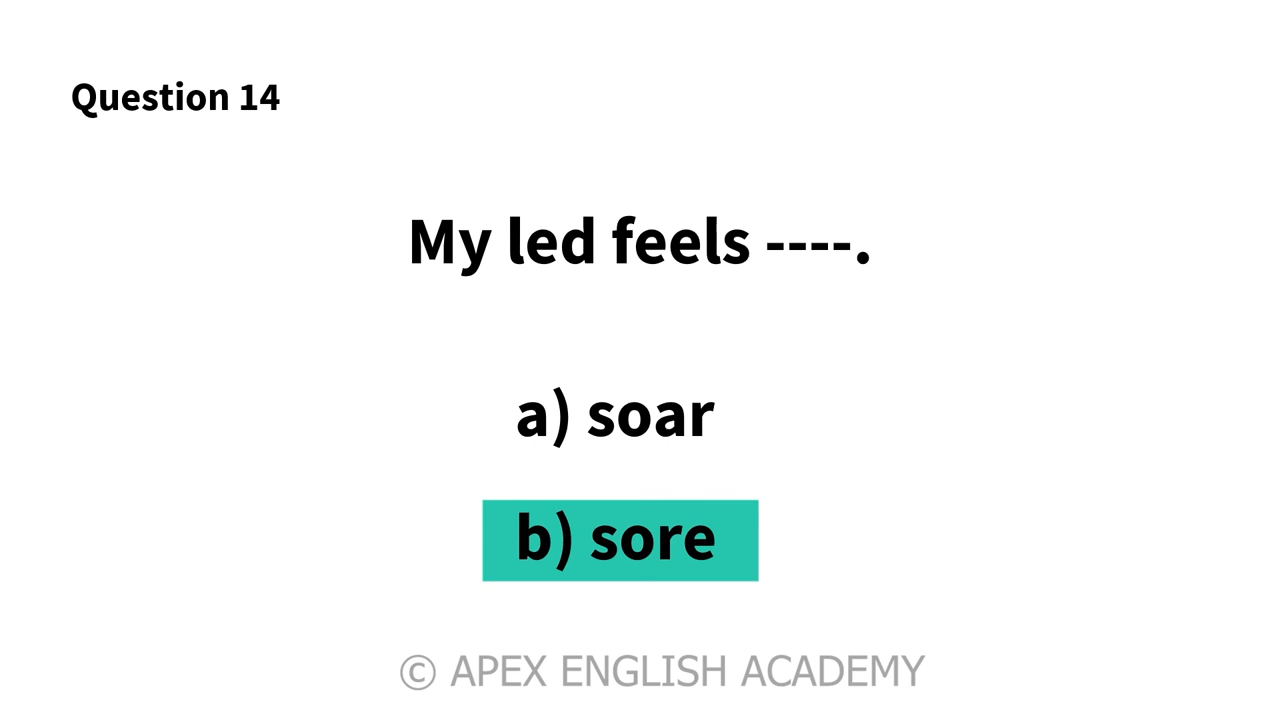 Question 14
My led feels ----.
a) soar
b) sore
© APEX ENGLISH ACADEMY